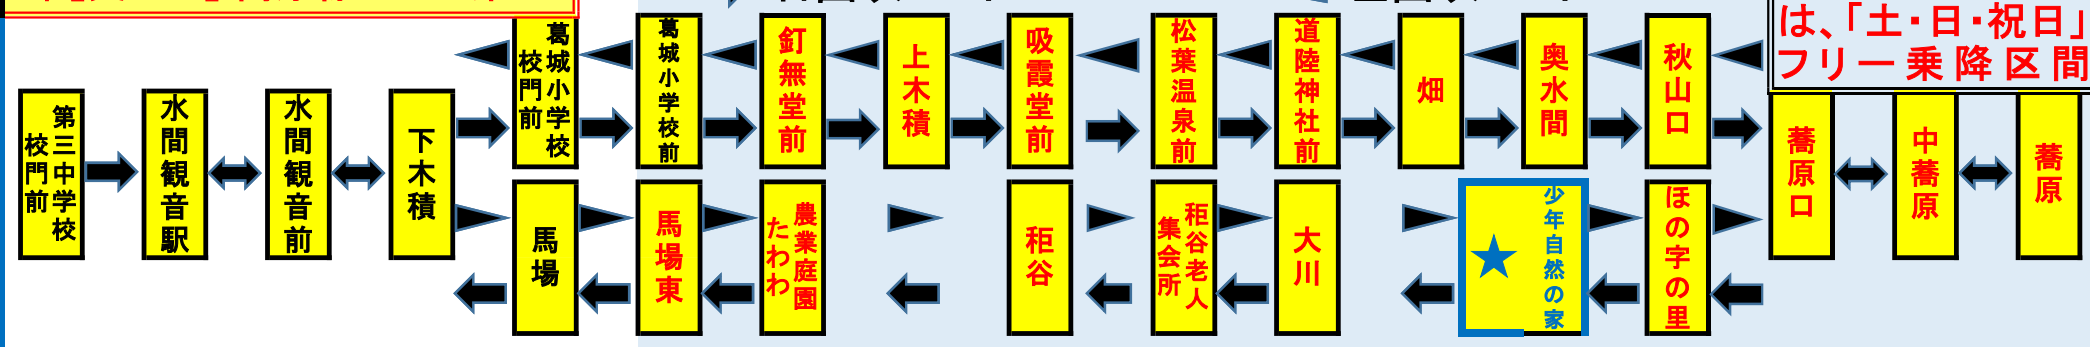 は、「土・日・祝日」
フリー乗降区間
第三中学校
校門前
水間観音駅
水間観音前
下木積
葛城小学校
校門前
葛城小学校前
釘無堂前
上木積
吸霞堂前
松葉温泉前
道陸神社前
畑
奥水間
秋山口
馬場
馬場東
農業庭園
たわわ
秬谷
秬谷老人
集会所
大川
少年自然の家
ほの字の里
蕎原口
中蕎原
蕎原